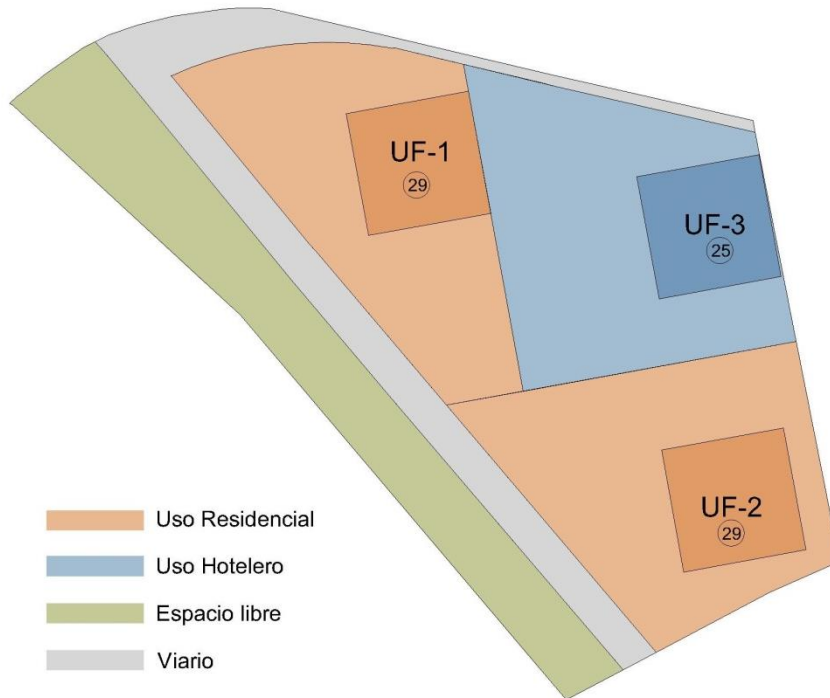 UF-1
29
UF-3
25
UF-2
29
Uso Residencial
Uso Hotelero
Espacio libre
Viario